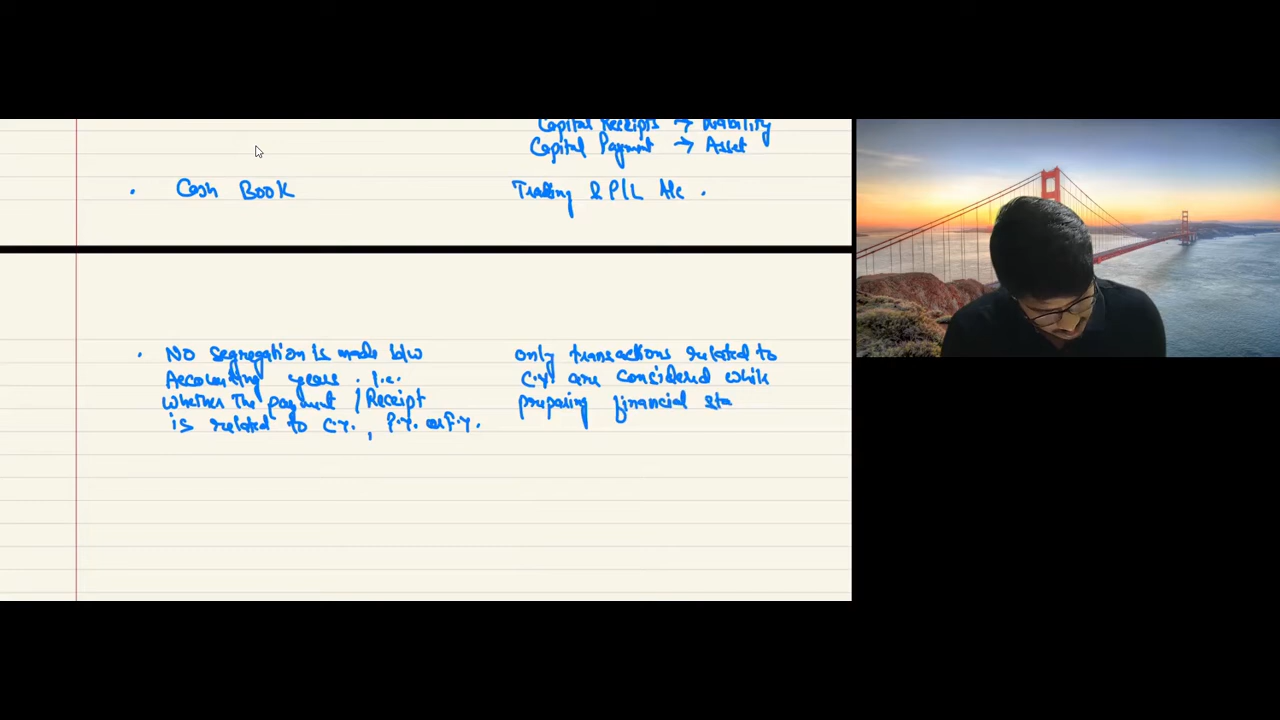 Capital Receipts → Liability
Capital Payment → Asset
. Cash Book
Trading & P/L A/c .
. No segregation is made b/w
Accounting years . i.e.
whether the payment / Receipt
is related to C.Y. , P.Y. or F.Y.
only transactions related to
C.Y. are considered while
preparing financial sta